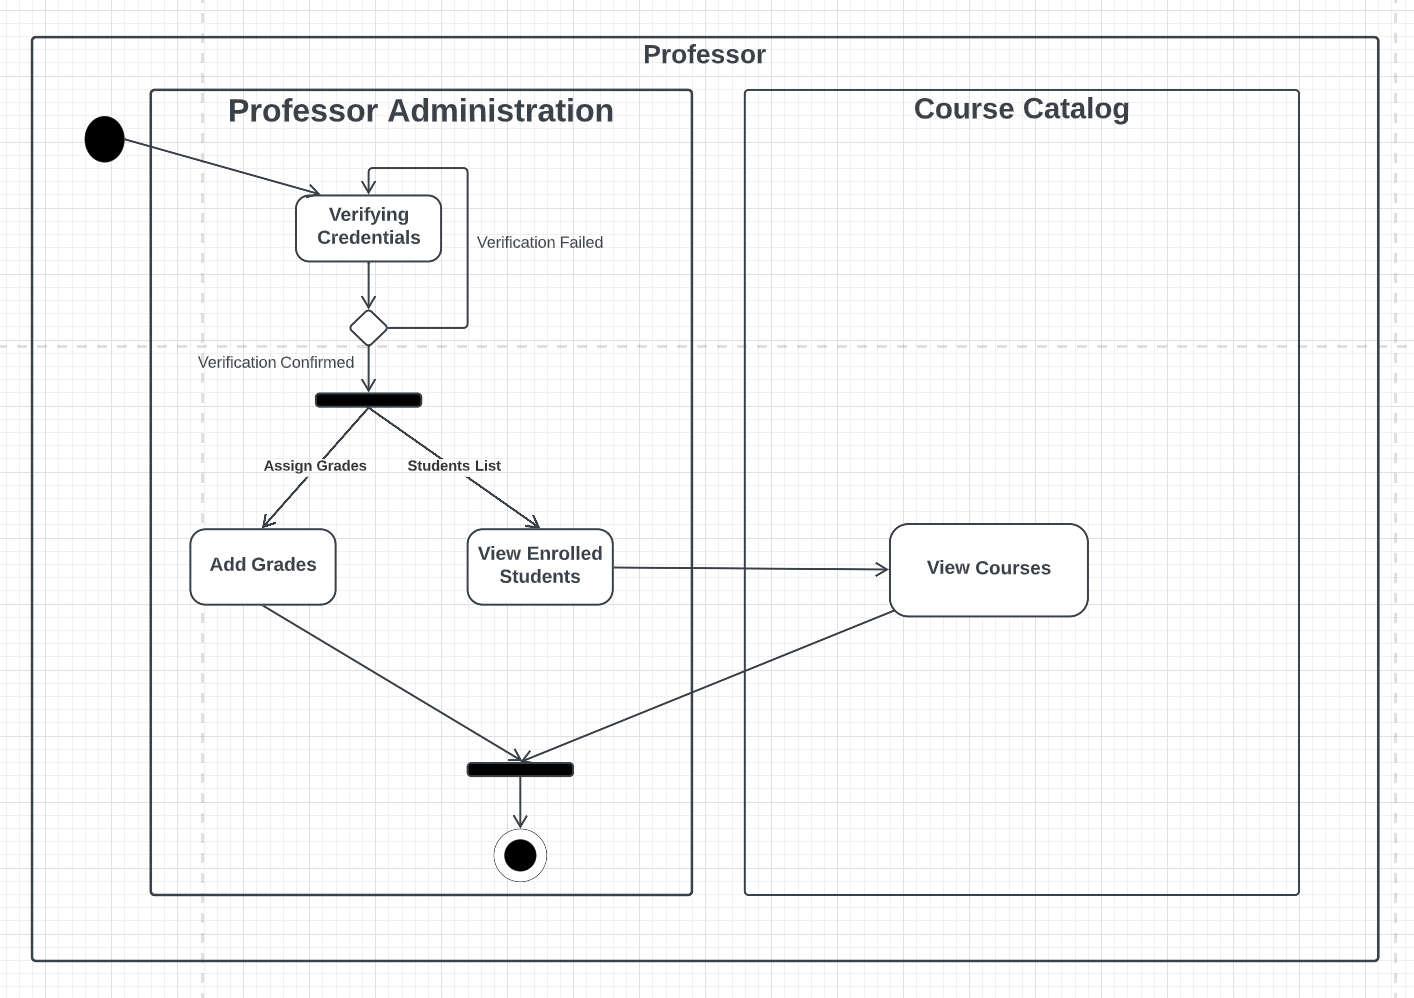 Professor
Professor Administration
Course Catalog
Verifying
Credentials
Verification Failed
Verification Confirmed
Assign Grades
Students List
Add Grades
View Enrolled
Students
View Courses